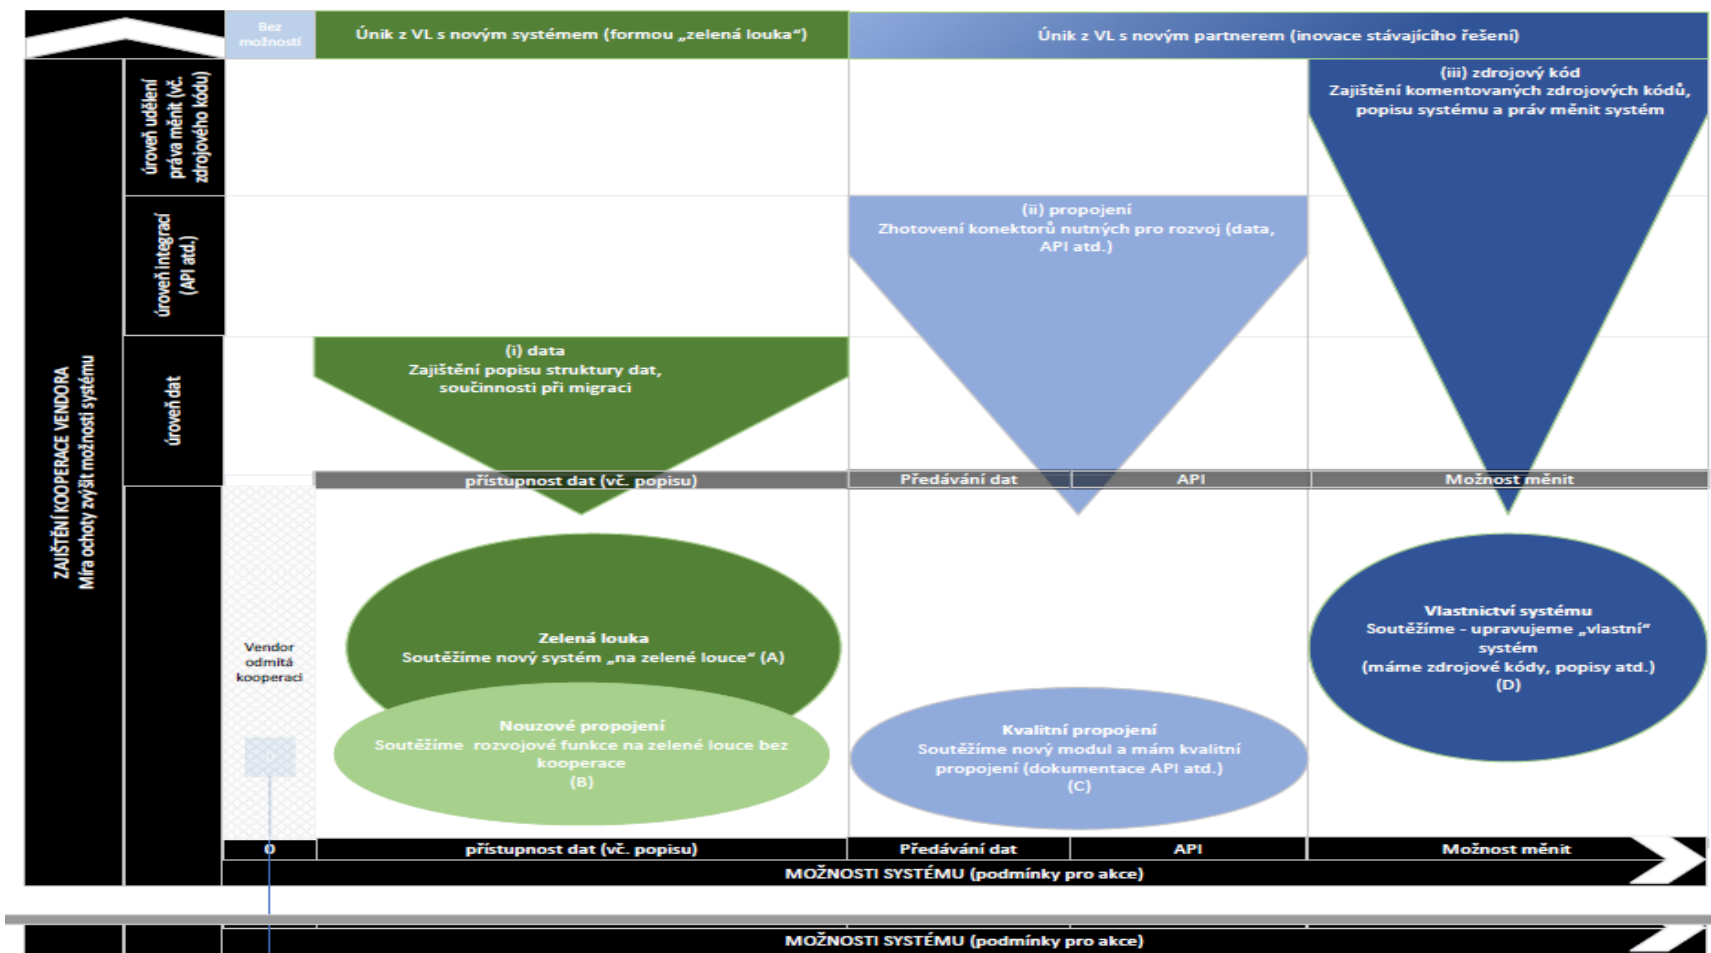 Bez
možností
Únik z VL s novým systémem (formou „zelená louka“)
Únik z VL s novým partnerem (inovace stávajícího řešení)
ZAJIŠTĚNÍ KOOPERACE VENDORA
Míra ochoty zvýšit možnosti systému
úroveň udělení
práva měnit (vč.
zdrojového kódu)
úroveň integrací
(API atd.)
úroveň dat
(iii) zdrojový kód
Zajištění komentovaných zdrojových kódů,
popisu systému a práv měnit systém
(ii) propojení
Zhotovení konektorů nutných pro rozvoj (data,
API atd.)
(i) data
Zajištění popisu struktury dat,
součinnosti při migraci
přístupnost dat (vč. popisu)
Předávání dat
API
Možnost měnit
Vendor
odmítá
kooperaci
Zelená louka
Soutěžíme nový systém „na zelené louce“ (A)
Nouzové propojení
Soutěžíme rozvojové funkce na zelené louce bez
kooperace
(B)
Kvalitní propojení
Soutěžíme nový modul a mám kvalitní
propojení (dokumentace API atd.)
(C)
Vlastnictví systému
Soutěžíme - upravujeme „vlastní“
systém
(máme zdrojové kódy, popisy atd.)
(D)
0
přístupnost dat (vč. popisu)
Předávání dat
API
Možnost měnit
MOŽNOSTI SYSTÉMU (podmínky pro akce)
MOŽNOSTI SYSTÉMU (podmínky pro akce)